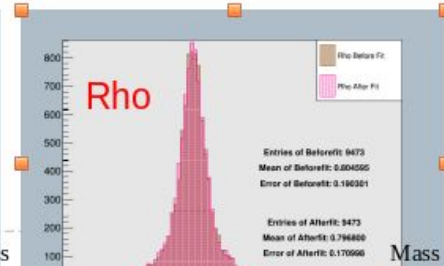 800
700
600
500
400
300
200
100
Rho
Rho Before Fit
Rho After Fit
Entries of Beforefit: 9473
Mean of Beforefit: 0.804595
Error of Beforefit: 0.190301
Entries of Afterfit: 9473
Mean of Afterfit: 0.796800
Error of Afterfit: 0.170998
s
Mass